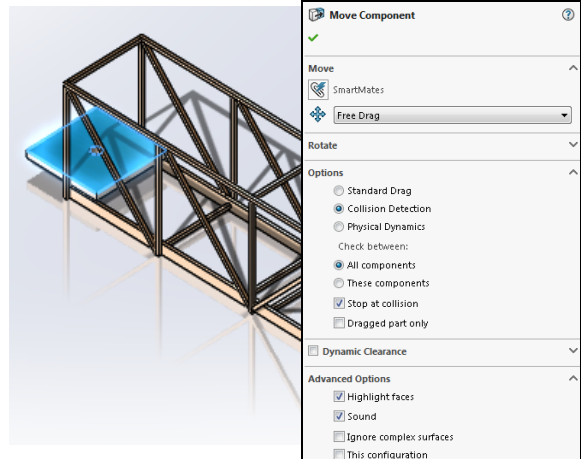 Move Component
Move
SmartMates
Free Drag
Rotate
Options
Standard Drag
Collision Detection
Physical Dynamics
Check between:
All components
These components
Stop at collision
Dragged part only
Dynamic Clearance
Advanced Options
Highlight faces
Sound
Ignore complex surfaces
This configuration